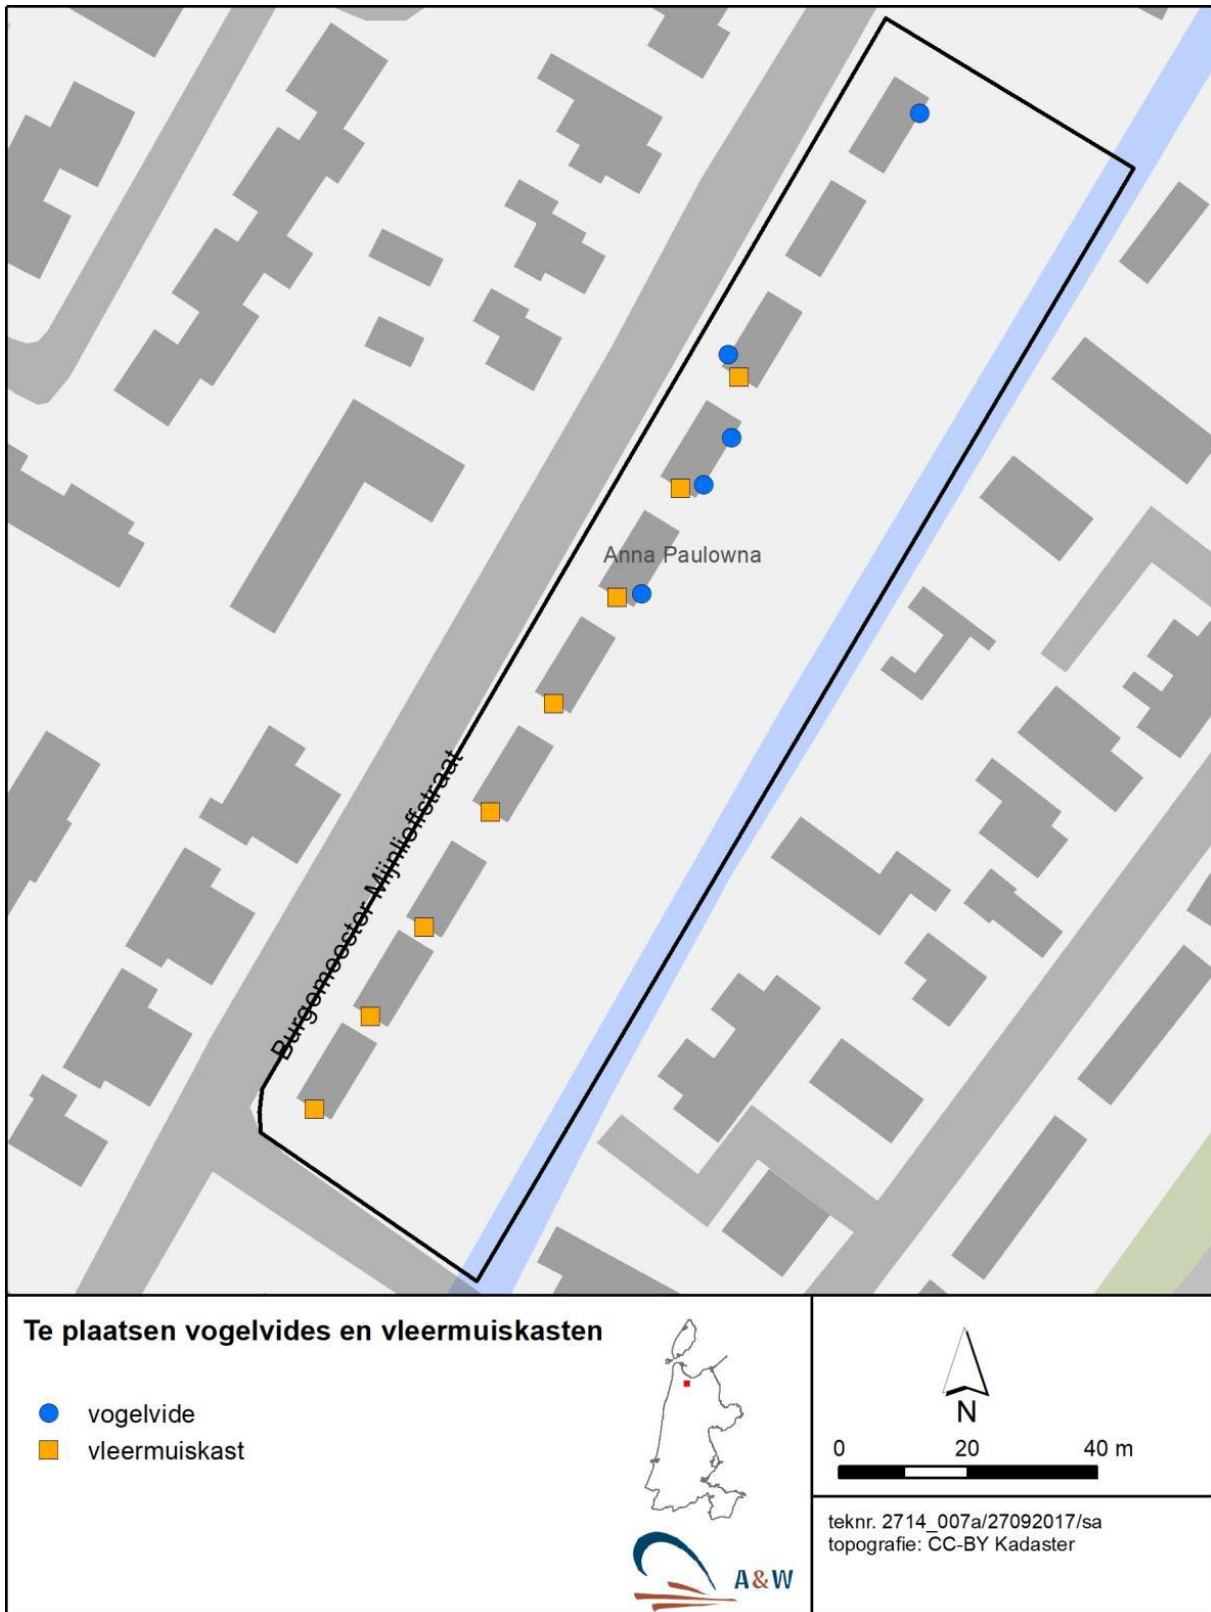 Anna Paulowna
Burgemeester Mijnlieffstraat
Te plaatsen vogelvides en vleermuiskasten
vogelvide
vleermuiskast
A&W
N
0 20 40 m
teknr. 2714_007a/27092017/sa
topografie: CC-BY Kadaster